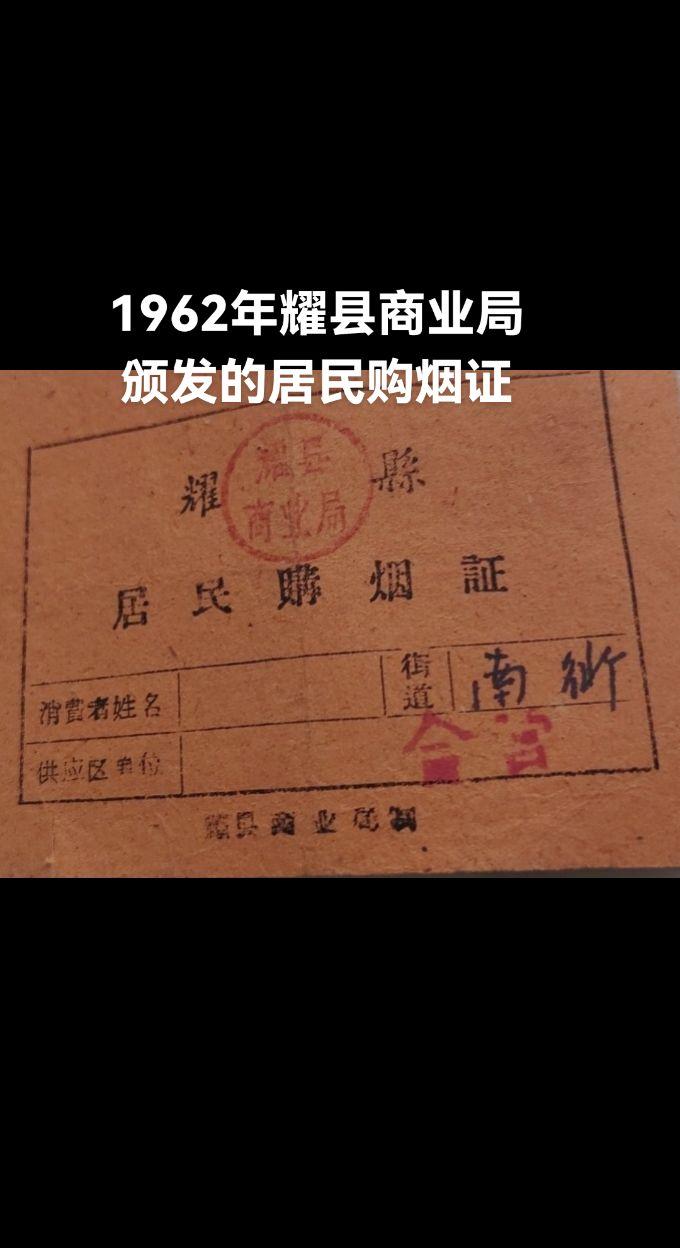 1962年耀县商业局
颁发的居民购烟证
耀县
商业局
耀 縣
居民購烟証
消費者姓名
街道
南街
供应区单位
耀县商业局制